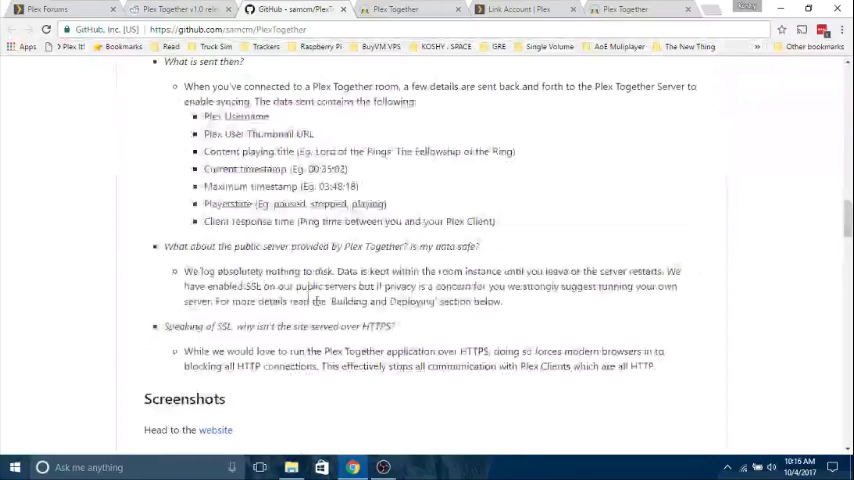 Plex Forums
Plex Together v1.0 relea
GitHub - samcm/PlexT
Plex Together
Link Account | Plex
Plex Together
GitHub, Inc. [US] | https://github.com/samcm/PlexTogether
Apps
Plex It!
Bookmarks
Read
Truck Sim
Trackers
Raspberry Pi
BuyVM VPS
KOSHY - SPACE
GRE
Single Volume
AoE Muliplayer
The New Thing
Other bookmarks
What is sent then?
When you've connected to a Plex Together room, a few details are sent back and forth to the Plex Together Server to
enable syncing. The data sent contains the following:
Plex Username
Plex User Thumbnail URL
Content playing title (Eg. Lord of the Rings' The Fellowship of the Ring)
Current timestamp (Eg. 00:35:02)
Maximum timestamp (Eg. 03:48:18)
Playerstate (Eg. paused, stopped, playing)
Client response time (Ping time between you and your Plex Client)
What about the public server provided by Plex Together? Is my data safe?
We log absolutely nothing to disk. Data is kept within the room instance until you leave or the server restarts. We
have enabled SSL on our public servers but if privacy is a concern for you we strongly suggest running your own
server. For more details read the 'Building and Deploying' section below.
Speaking of SSL, why isn't the site served over HTTPS?
While we would love to run the Plex Together application over HTTPS, doing so forces modern browsers in to
blocking all HTTP connections. This effectively stops all communication with Plex Clients which are all HTTP.
Screenshots
Head to the website
Ask me anything
10:16 AM
10/4/2017